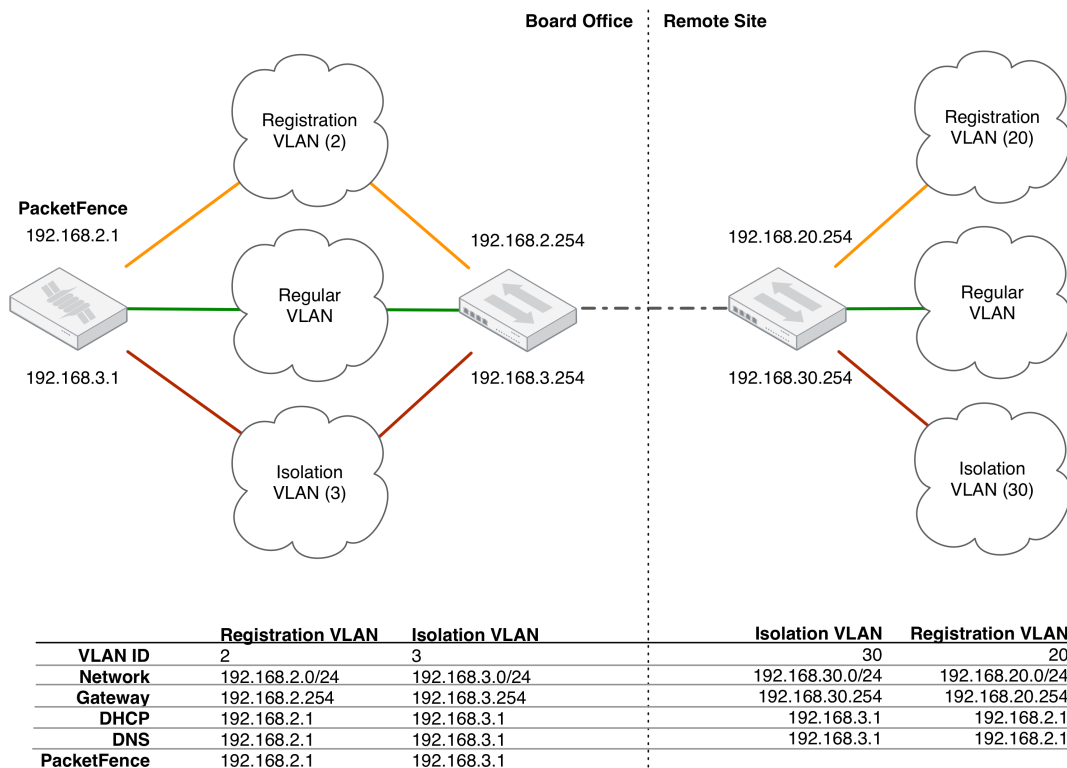 Board Office
Remote Site
Registration
VLAN (2)
Registration
VLAN (20)
PacketFence
192.168.2.1
192.168.2.254
192.168.20.254
Regular
VLAN
Regular
VLAN
192.168.3.1
192.168.3.254
192.168.30.254
Isolation
VLAN (3)
Isolation
VLAN (30)
Registration VLAN Isolation VLAN Isolation VLAN Registration VLAN
VLAN ID 2 3 30 20
Network 192.168.2.0/24 192.168.3.0/24 192.168.30.0/24 192.168.20.0/24
Gateway 192.168.2.254 192.168.3.254 192.168.30.254 192.168.20.254
DHCP 192.168.2.1 192.168.3.1 192.168.3.1 192.168.2.1
DNS 192.168.2.1 192.168.3.1 192.168.3.1 192.168.2.1
PacketFence 192.168.2.1 192.168.3.1